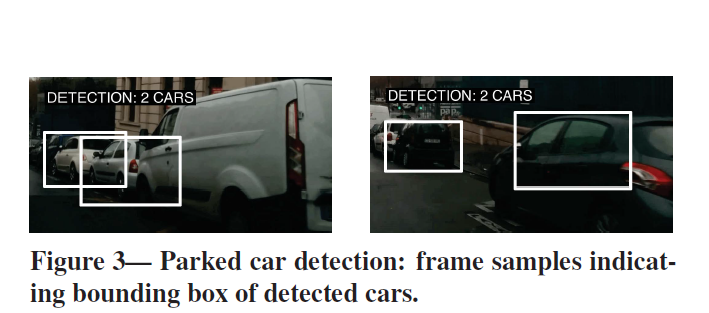 DETECTION: 2 CARS
DETECTION: 2 CARS
Figure 3— Parked car detection: frame samples indicat-
ing bounding box of detected cars.